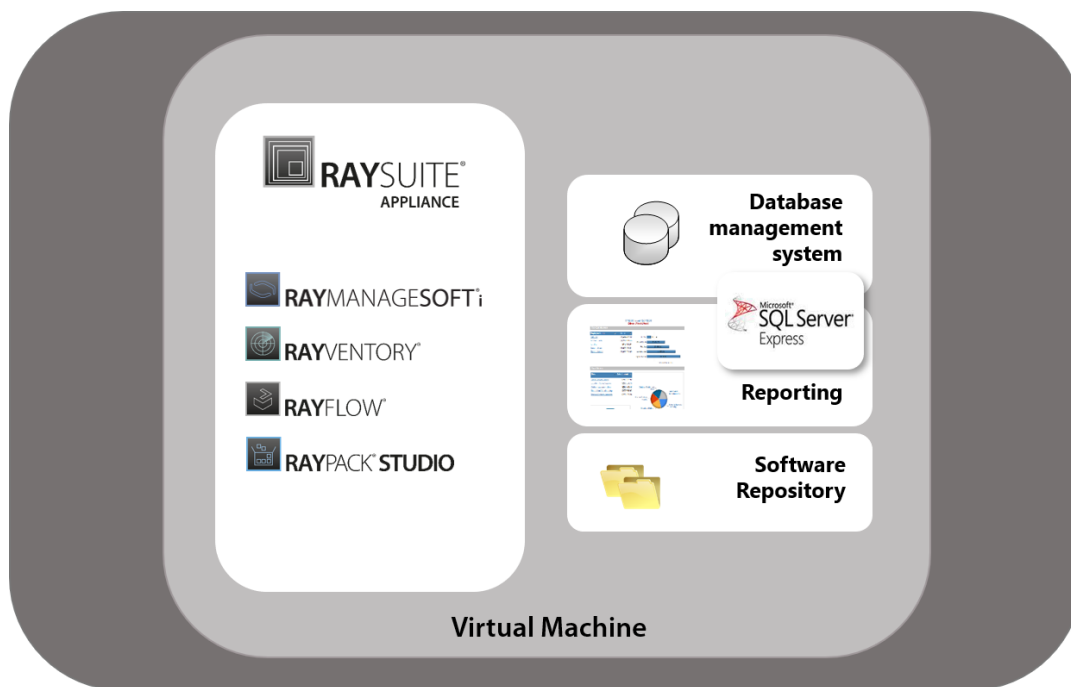 RAYSUITE®
APPLIANCE
RAYMANAGESOFT®i
RAYVENTORY®
RAYFLOW®
RAYPACK® STUDIO
Database
management
system
Microsoft®
SQL Server®
Express
Reporting
Software
Repository
Virtual Machine